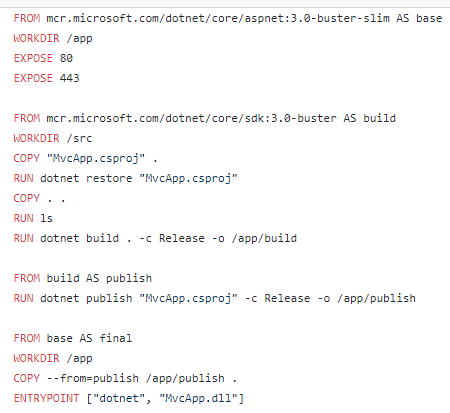 FROM mcr.microsoft.com/dotnet/core/aspnet:3.0-buster-slim AS base
WORKDIR /app
EXPOSE 80
EXPOSE 443

FROM mcr.microsoft.com/dotnet/core/sdk:3.0-buster AS build
WORKDIR /src
COPY "MvcApp.csproj" .
RUN dotnet restore "MvcApp.csproj"
COPY . .
RUN ls
RUN dotnet build . -c Release -o /app/build

FROM build AS publish
RUN dotnet publish "MvcApp.csproj" -c Release -o /app/publish

FROM base AS final
WORKDIR /app
COPY --from=publish /app/publish .
ENTRYPOINT ["dotnet", "MvcApp.dll"]